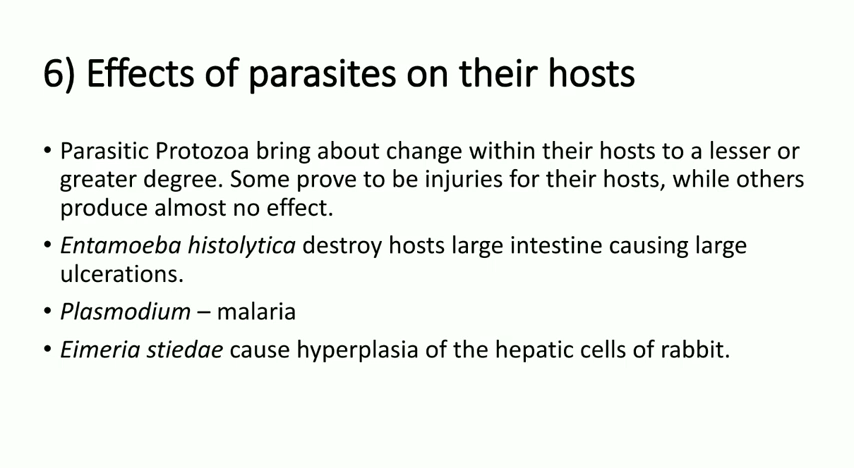 6) Effects of parasites on their hosts
• Parasitic Protozoa bring about change within their hosts to a lesser or
greater degree. Some prove to be injuries for their hosts, while others
produce almost no effect.
• Entamoeba histolytica destroy hosts large intestine causing large
ulcerations.
• Plasmodium – malaria
• Eimeria stiedae cause hyperplasia of the hepatic cells of rabbit.